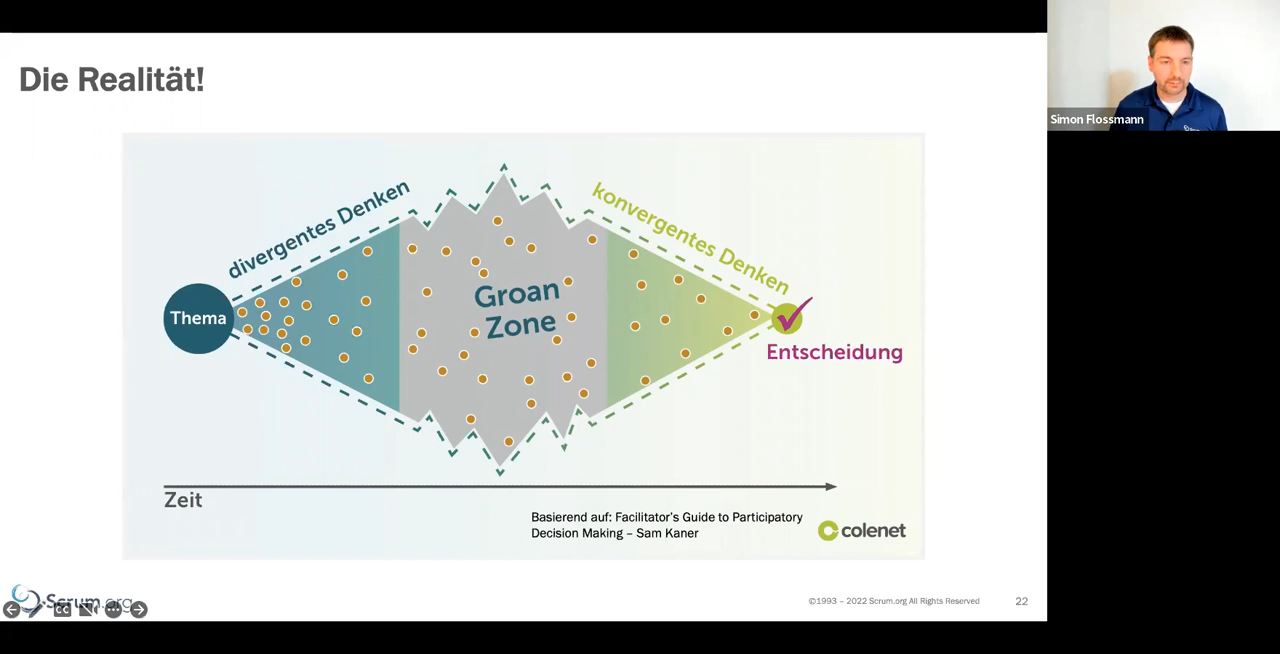 Die Realität!
Simon Flossmann
divergentes Denken
konvergentes Denken
Thema
Groan
Zone
Entscheidung
Zeit
Basierend auf: Facilitator's Guide to Participatory
Decision Making – Sam Kaner
colenet
Scrum.org
CC
©1993 – 2022 Scrum.org All Rights Reserved
22